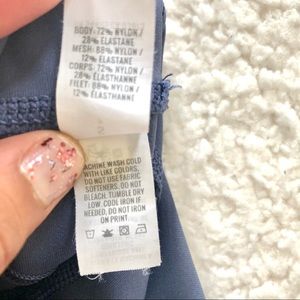 BODY: 72% NYLON /
28% ELASTANE
MESH: 88% NYLON /
12% ELASTANE
CORPS: 72% NYLON /
28% ÉLASTHANNE
FILET: 88% NYLON /
12% ÉLASTHANNE
MACHINE WASH COLD
WITH LIKE COLORS,
DO NOT USE FABRIC
SOFTENERS. DO NOT
BLEACH. TUMBLE DRY
LOW. COOL IRON IF
NEEDED, DO NOT IRON
ON PRINT.